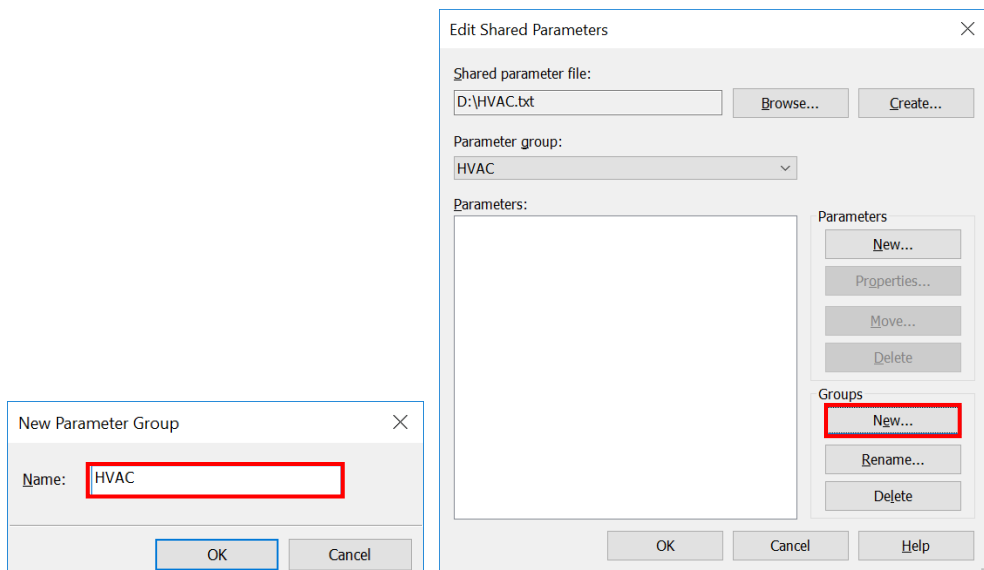 Edit Shared Parameters
Shared parameter file:
D:\HVAC.txt
Browse...
Create...
Parameter group:
HVAC
Parameters:
Parameters
New...
Properties...
Move...
Delete
Groups
New...
Rename...
Delete
OK
Cancel
Help
New Parameter Group
Name:
HVAC
OK
Cancel